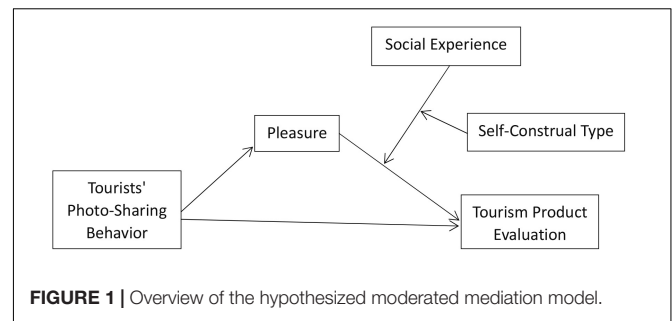 Social Experience
Pleasure
Self-Construal Type
Tourists'
Photo-Sharing
Behavior
Tourism Product
Evaluation
FIGURE 1 | Overview of the hypothesized moderated mediation model.